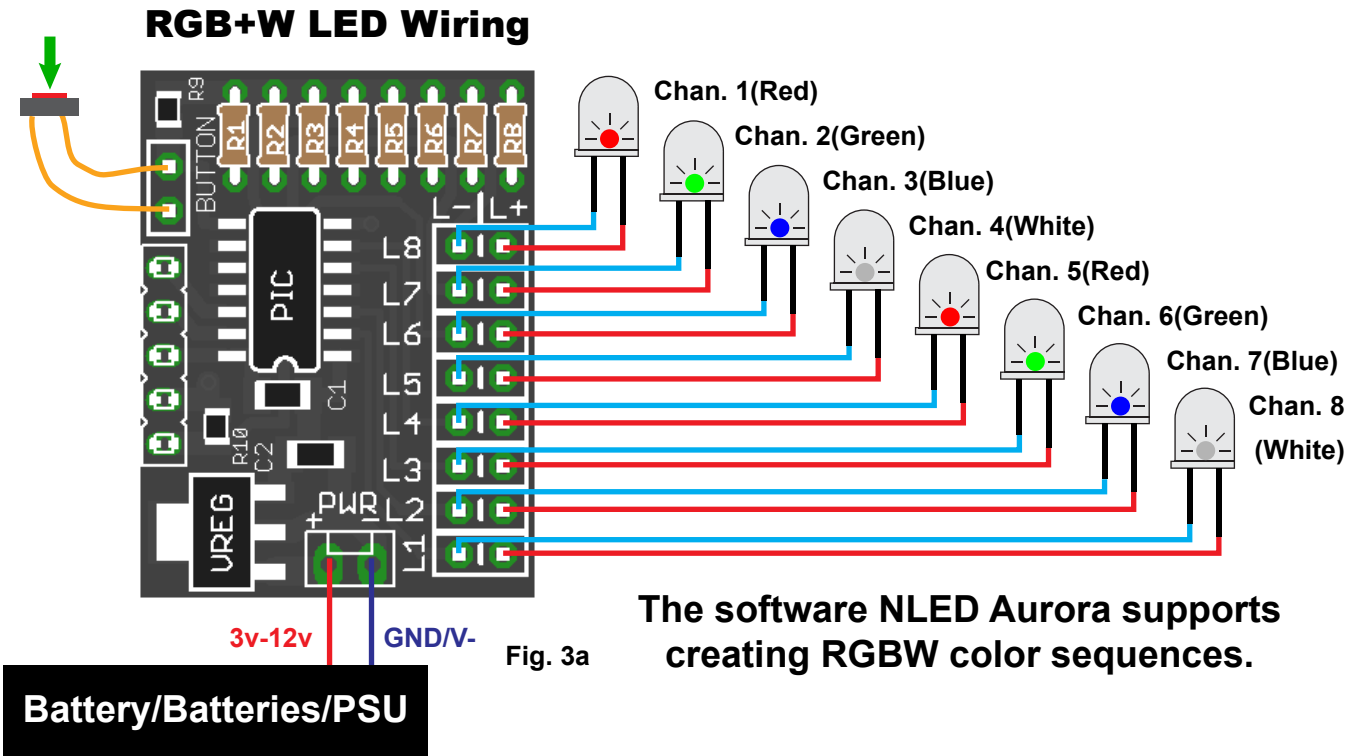 RGB+W LED Wiring
R9
R1
R2
R3
R4
R5
R6
R7
R8
BUTTON
L-
L+
PIC
L8
L7
L6
L5
L4
L3
L2
L1
C1
R10
C2
VREG
PWR
+
-
Chan. 1(Red)
Chan. 2(Green)
Chan. 3(Blue)
Chan. 4(White)
Chan. 5(Red)
Chan. 6(Green)
Chan. 7(Blue)
Chan. 8
(White)
3v-12v
GND/V-
Fig. 3a
The software NLED Aurora supports
creating RGBW color sequences.
Battery/Batteries/PSU